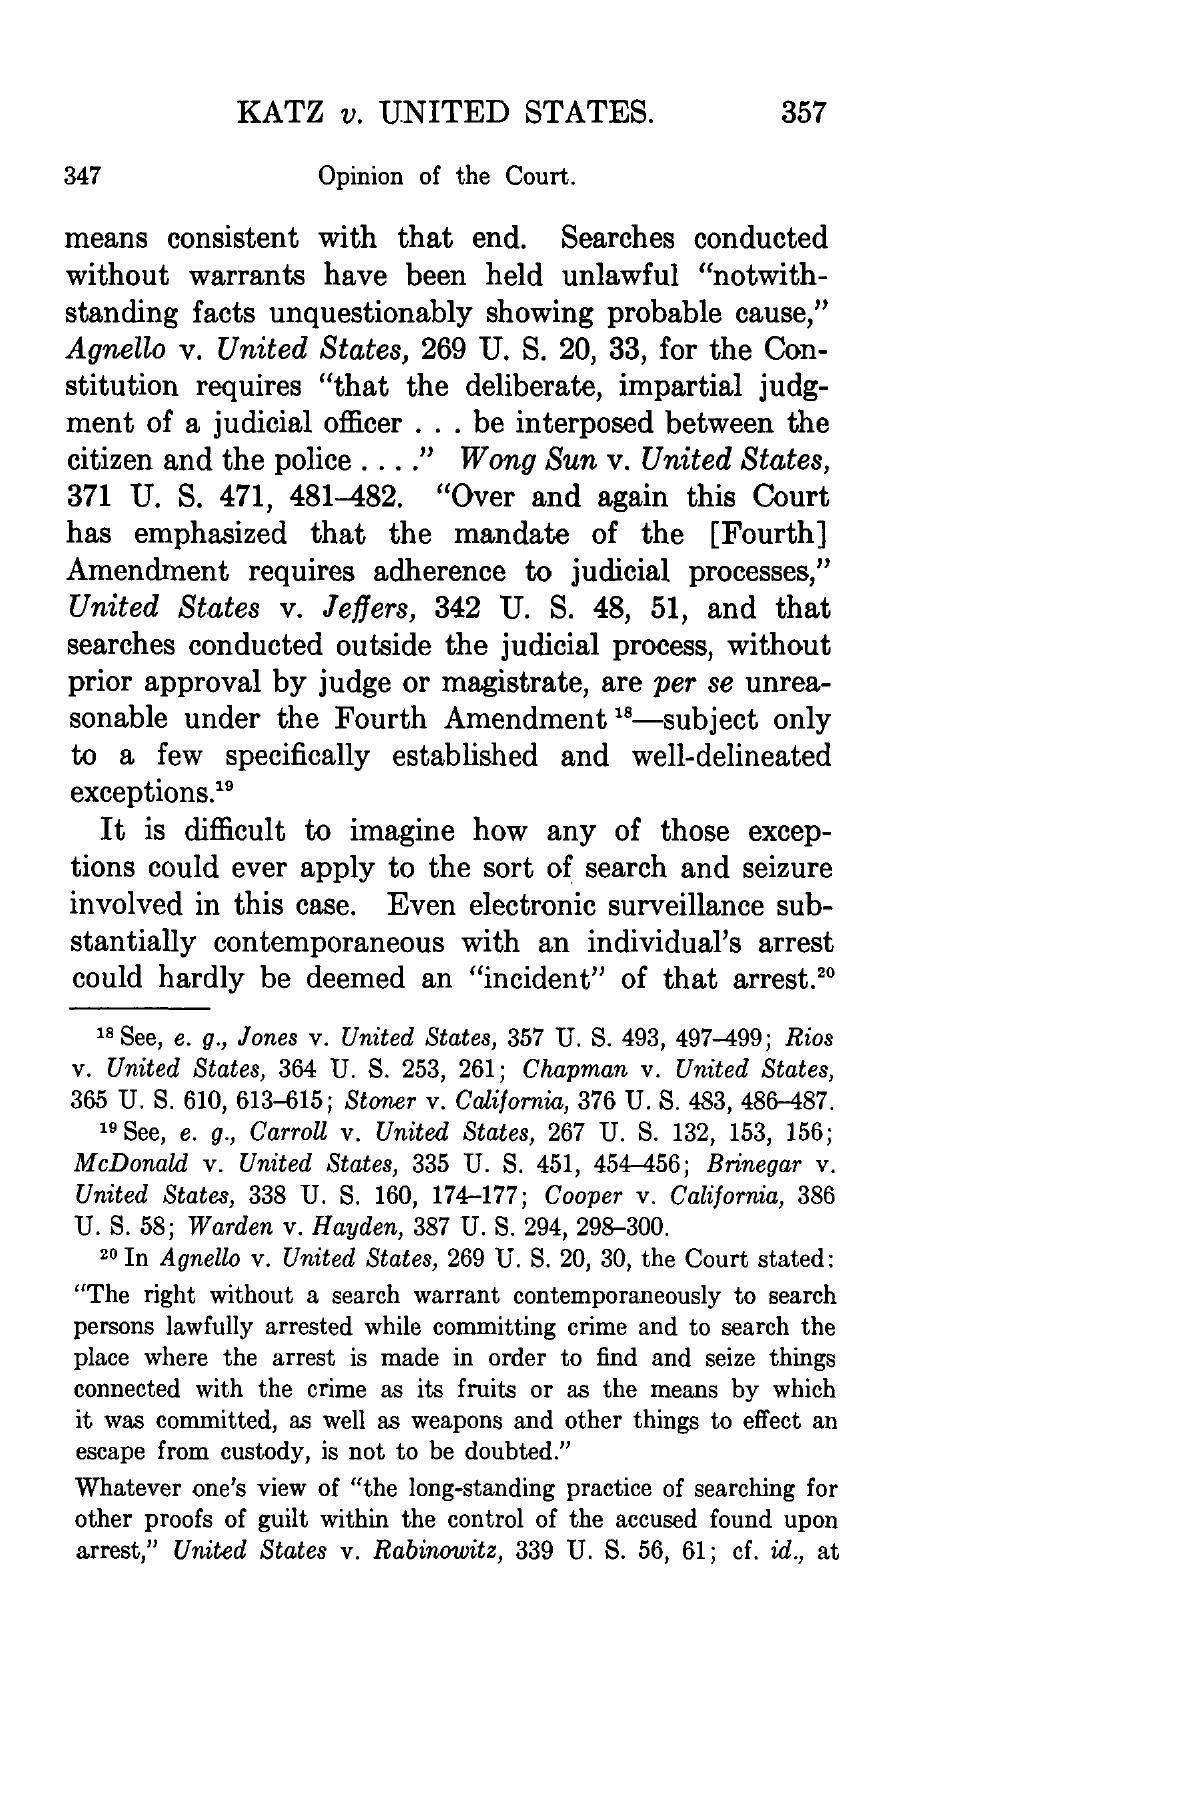 KATZ v. UNITED STATES. 357
347 Opinion of the Court.
means consistent with that end. Searches conducted
without warrants have been held unlawful "notwith-
standing facts unquestionably showing probable cause,"
Agnello v. United States, 269 U. S. 20, 33, for the Con-
stitution requires "that the deliberate, impartial judg-
ment of a judicial officer . . . be interposed between the
citizen and the police . . . ." Wong Sun v. United States,
371 U. S. 471, 481–482. "Over and again this Court
has emphasized that the mandate of the [Fourth]
Amendment requires adherence to judicial processes,"
United States v. Jeffers, 342 U. S. 48, 51, and that
searches conducted outside the judicial process, without
prior approval by judge or magistrate, are per se unrea-
sonable under the Fourth Amendment ¹⁸—subject only
to a few specifically established and well-delineated
exceptions.¹⁹
It is difficult to imagine how any of those excep-
tions could ever apply to the sort of search and seizure
involved in this case. Even electronic surveillance sub-
stantially contemporaneous with an individual's arrest
could hardly be deemed an "incident" of that arrest.²⁰
¹⁸ See, e. g., Jones v. United States, 357 U. S. 493, 497–499; Rios
v. United States, 364 U. S. 253, 261; Chapman v. United States,
365 U. S. 610, 613–615; Stoner v. California, 376 U. S. 483, 486–487.
¹⁹ See, e. g., Carroll v. United States, 267 U. S. 132, 153, 156;
McDonald v. United States, 335 U. S. 451, 454–456; Brinegar v.
United States, 338 U. S. 160, 174–177; Cooper v. California, 386
U. S. 58; Warden v. Hayden, 387 U. S. 294, 298–300.
²⁰ In Agnello v. United States, 269 U. S. 20, 30, the Court stated:
"The right without a search warrant contemporaneously to search
persons lawfully arrested while committing crime and to search the
place where the arrest is made in order to find and seize things
connected with the crime as its fruits or as the means by which
it was committed, as well as weapons and other things to effect an
escape from custody, is not to be doubted."
Whatever one's view of "the long-standing practice of searching for
other proofs of guilt within the control of the accused found upon
arrest," United States v. Rabinowitz, 339 U. S. 56, 61; cf. id., at